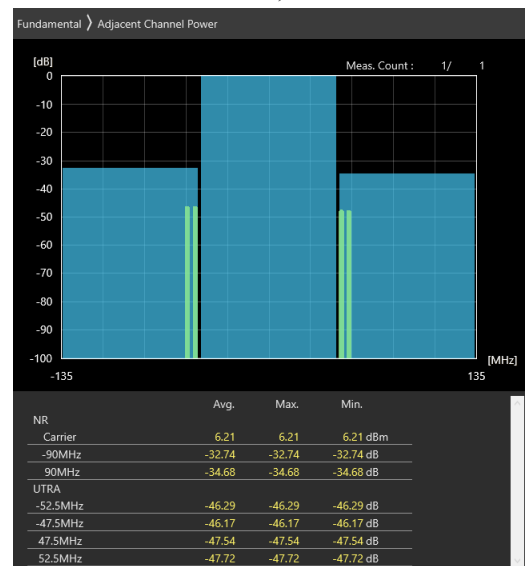 Fundamental 〉 Adjacent Channel Power
[dB] Meas. Count : 1/ 1
0
-10
-20
-30
-40
-50
-60
-70
-80
-90
-100 [MHz]
-135 135
Avg. Max. Min.
NR
Carrier 6.21 6.21 6.21 dBm
-90MHz -32.74 -32.74 -32.74 dB
90MHz -34.68 -34.68 -34.68 dB
UTRA
-52.5MHz -46.29 -46.29 -46.29 dB
-47.5MHz -46.17 -46.17 -46.17 dB
47.5MHz -47.54 -47.54 -47.54 dB
52.5MHz -47.72 -47.72 -47.72 dB